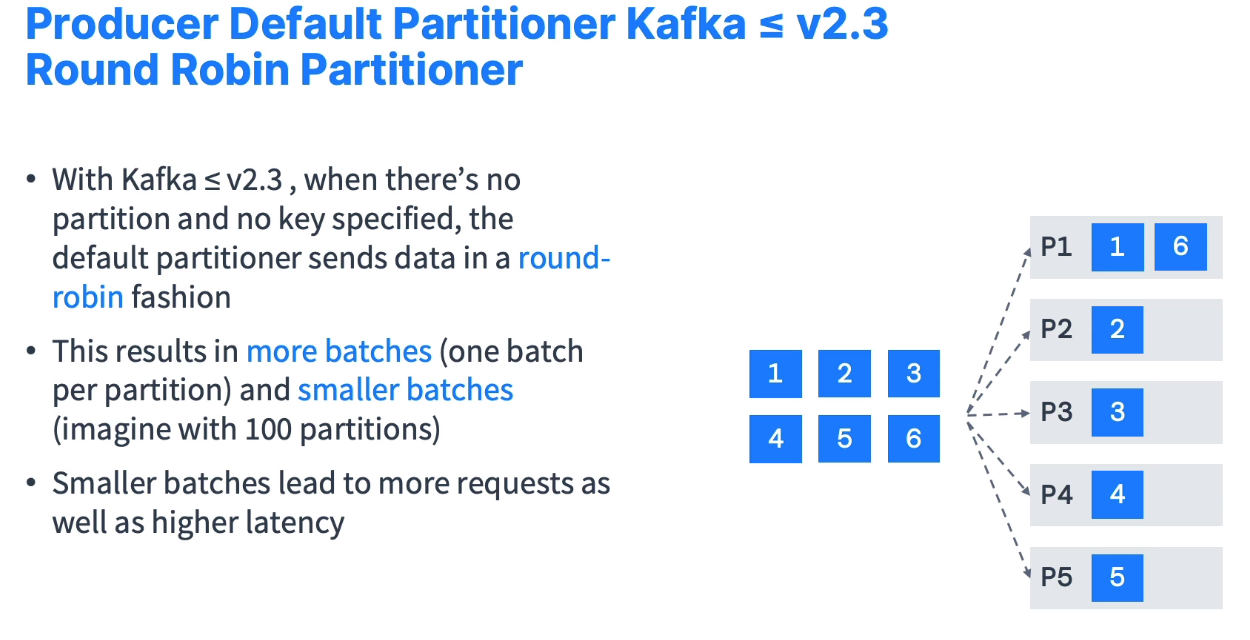 Producer Default Partitioner Kafka ≤ v2.3
Round Robin Partitioner
• With Kafka ≤ v2.3 , when there’s no
partition and no key specified, the
default partitioner sends data in a round-
robin fashion
• This results in more batches (one batch
per partition) and smaller batches
(imagine with 100 partitions)
• Smaller batches lead to more requests as
well as higher latency
1 2 3
4 5 6
P1 1 6
P2 2
P3 3
P4 4
P5 5